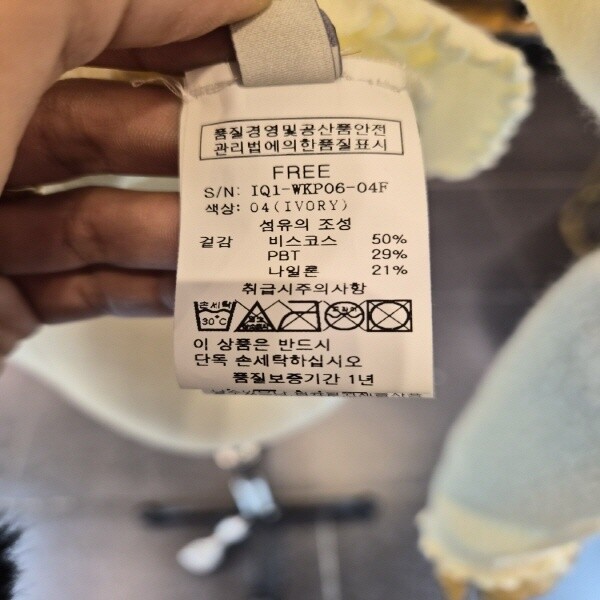 품질경영및공산품안전
관리법에의한품질표시
FREE
S/N: IQ1-WKP06-04F
색상: 04(IVORY)
섬유의 조성
겉감 비스코스 50%
PBT 29%
나일론 21%
취급시주의사항
손세탁
30℃
이 상품은 반드시
단독 손세탁하십시오
품질보증기간 1년